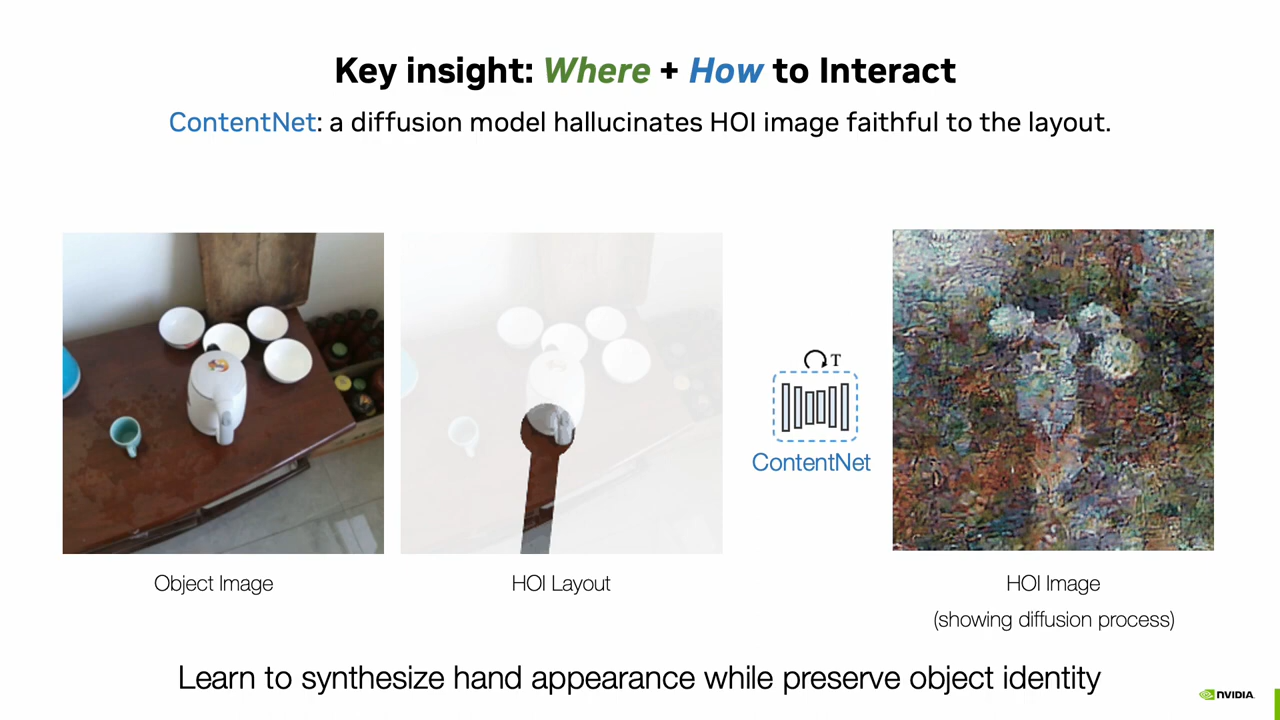 Key insight: Where + How to Interact
ContentNet: a diffusion model hallucinates HOI image faithful to the layout.
T
ContentNet
Object Image
HOI Layout
HOI Image
(showing diffusion process)
Learn to synthesize hand appearance while preserve object identity
NVIDIA